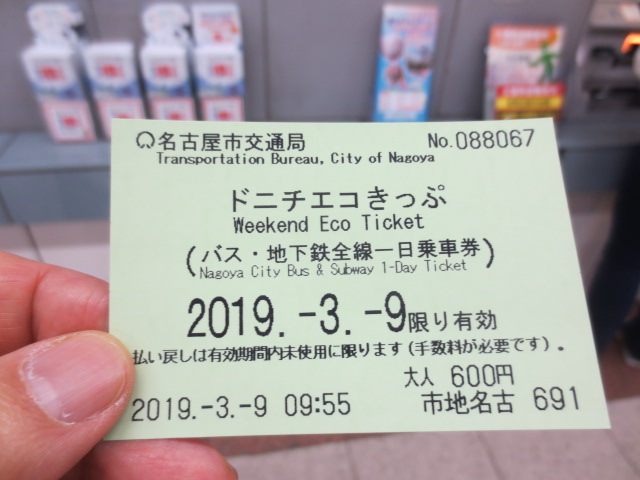 名古屋市交通局 No.088067
Transportation Bureau, City of Nagoya
ドニチエコきっぷ
Weekend Eco Ticket
(バス・地下鉄全線一日乗車券)
Nagoya City Bus & Subway 1-Day Ticket
2019.-3.-9限り有効
払い戻しは有効期間内未使用に限ります(手数料が必要です)。
大人 600円
2019.-3.-9 09:55 市地名古 691